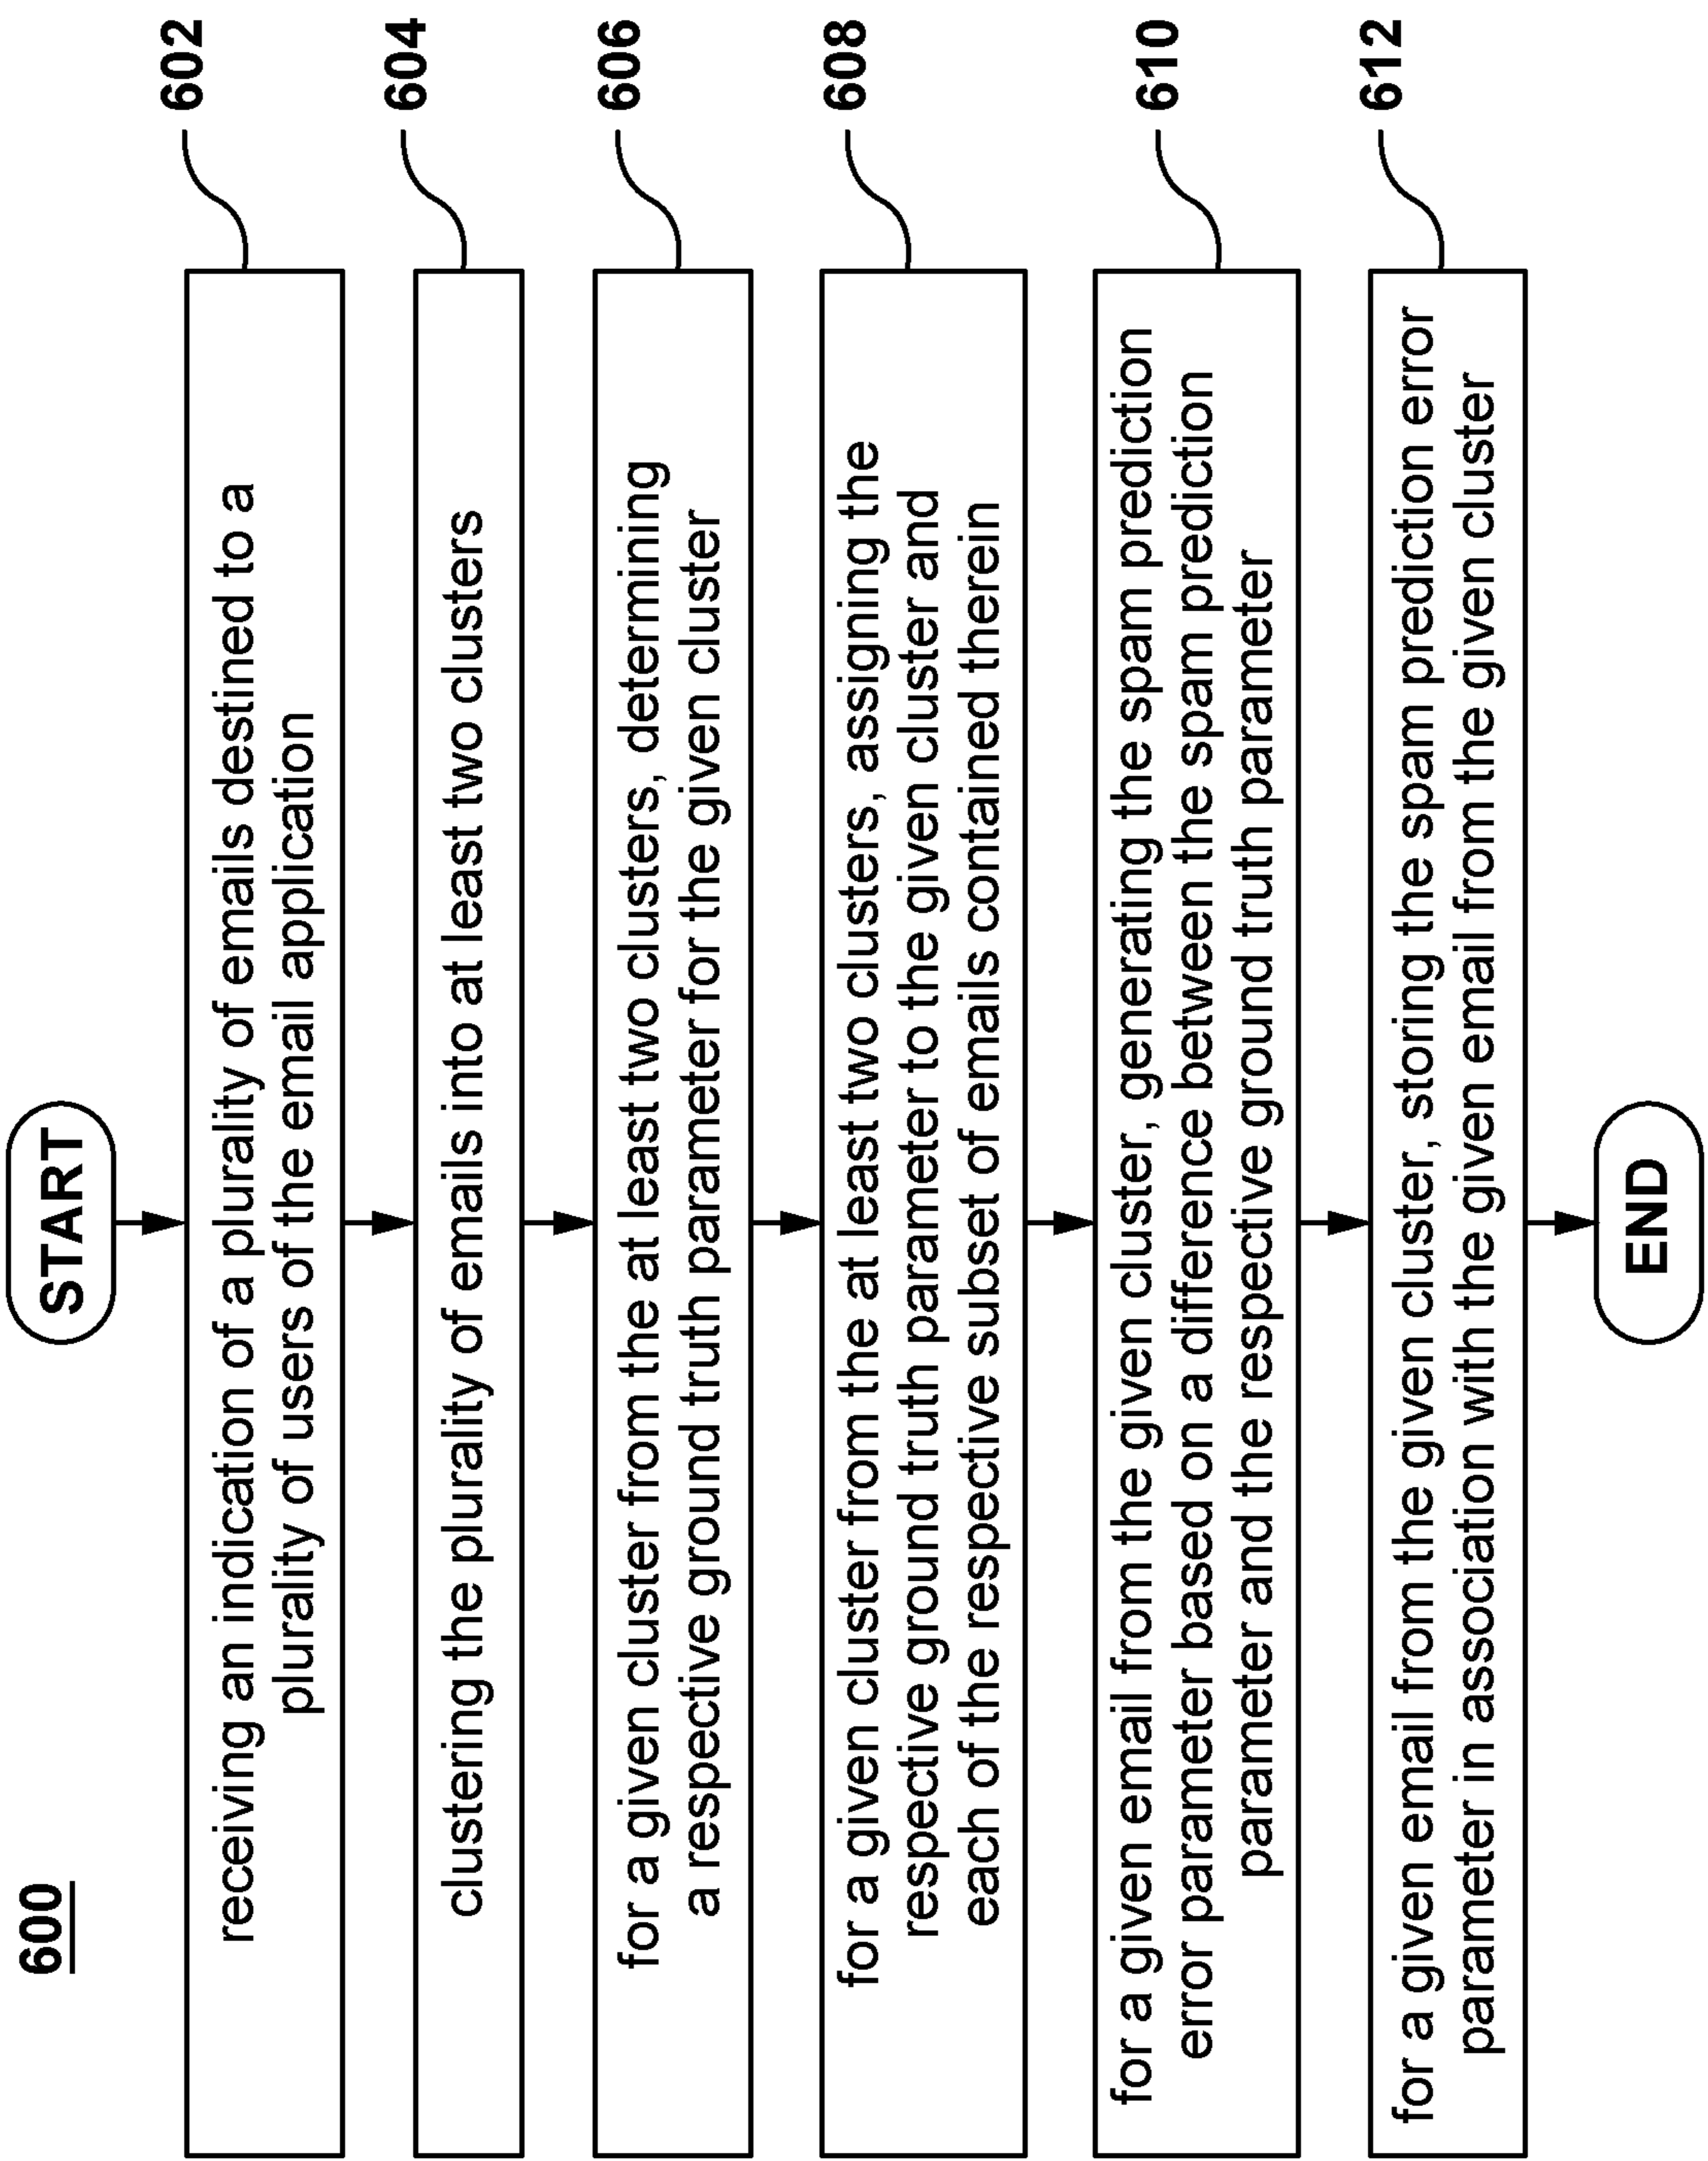 600
START
receiving an indication of a plurality of emails destined to a
plurality of users of the email application
602
clustering the plurality of emails into at least two clusters
604
for a given cluster from the at least two clusters, determining
a respective ground truth parameter for the given cluster
606
for a given cluster from the at least two clusters, assigning the
respective ground truth parameter to the given cluster and
each of the respective subset of emails contained therein
608
for a given email from the given cluster, generating the spam prediction
error parameter based on a difference between the spam prediction
parameter and the respective ground truth parameter
610
for a given email from the given cluster, storing the spam prediction error
parameter in association with the given email from the given cluster
612
END